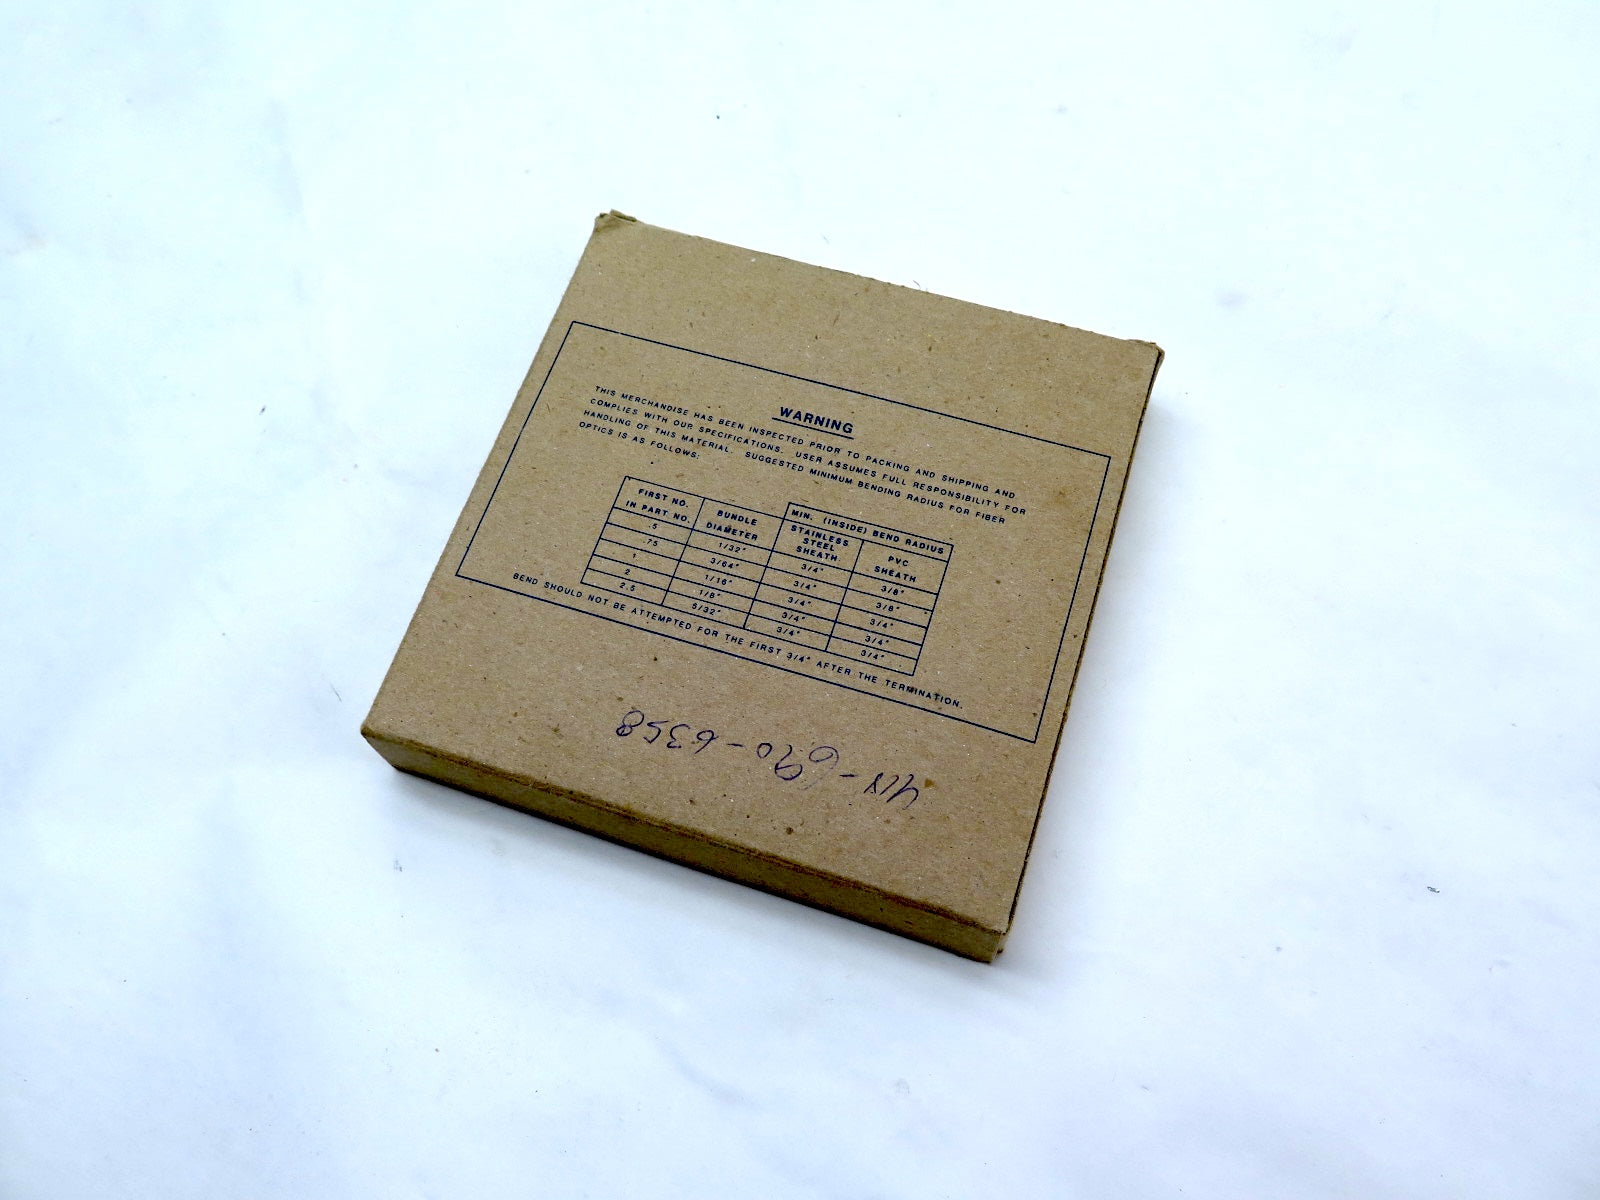 WARNING
THIS MERCHANDISE HAS BEEN INSPECTED PRIOR TO PACKING AND SHIPPING AND
COMPLIES WITH OUR SPECIFICATIONS. USER ASSUMES FULL RESPONSIBILITY FOR
HANDLING OF THIS MATERIAL. SUGGESTED MINIMUM BENDING RADIUS FOR FIBER
OPTICS IS AS FOLLOWS:
FIRST NO.
IN PART NO.
BUNDLE
DIAMETER
MIN. (INSIDE) BEND RADIUS
STAINLESS
STEEL
SHEATH
PVC
SHEATH
.5 1/32" 3/4" 3/8"
.75 3/64" 3/4" 3/8"
1 1/16" 3/4" 3/4"
2 1/8" 3/4" 3/4"
2.5 5/32" 3/4" 3/4"
BEND SHOULD NOT BE ATTEMPTED FOR THE FIRST 3/4" AFTER THE TERMINATION.
690-6358